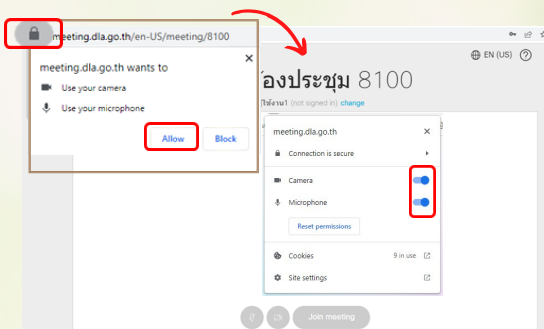 meeting.dla.go.th/en-US/meeting/8100
meeting.dla.go.th wants to
Use your camera
Use your microphone
Allow
Block
EN (US)
้องประชุม 8100
(not signed in) change
meeting.dla.go.th
Connection is secure
Camera
Microphone
Reset permissions
Cookies
9 in use
Site settings
Join meeting